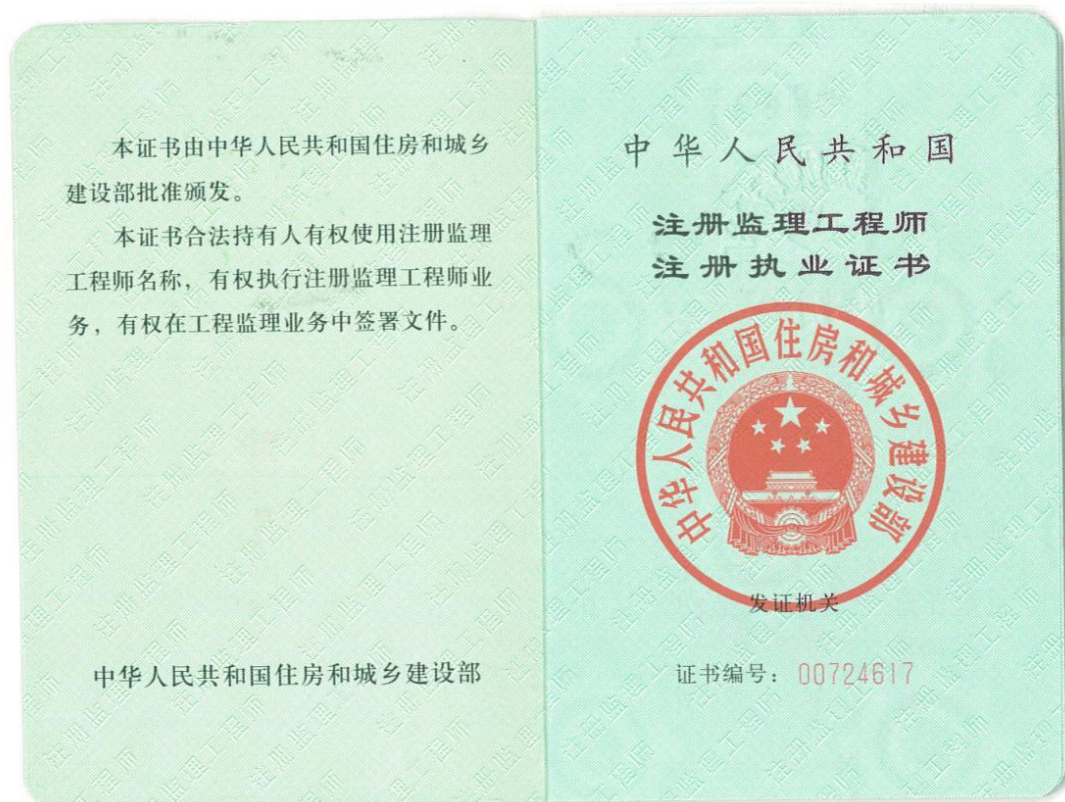 本证书由中华人民共和国住房和城乡
建设部批准颁发。
本证书合法持有人有权使用注册监理
工程师名称，有权执行注册监理工程师业
务，有权在工程监理业务中签署文件。
中华人民共和国住房和城乡建设部
中华人民共和国
注册监理工程师
注册执业证书
中华人民共和国住房和城乡建设部
发证机关
证书编号：00724617